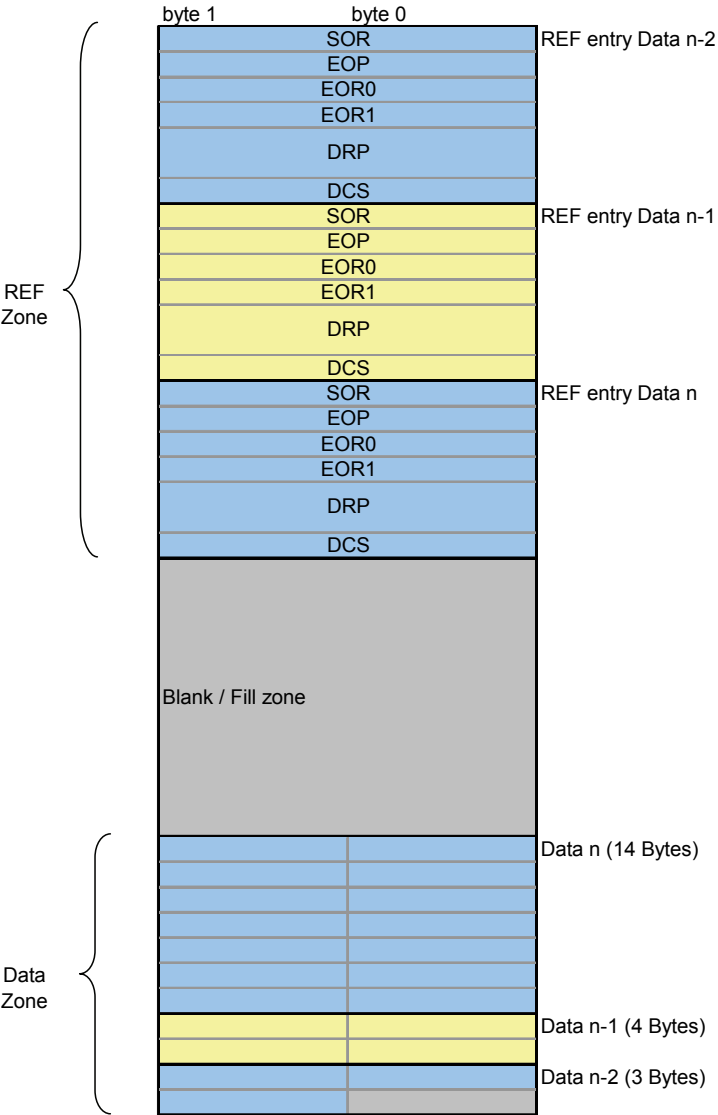 byte 1 byte 0
SOR REF entry Data n-2
EOP
EOR0
EOR1
DRP
DCS
SOR REF entry Data n-1
EOP
EOR0
EOR1
REF
Zone
DRP
DCS
SOR REF entry Data n
EOP
EOR0
EOR1
DRP
DCS
Blank / Fill zone
Data n (14 Bytes)
Data
Zone
Data n-1 (4 Bytes)
Data n-2 (3 Bytes)